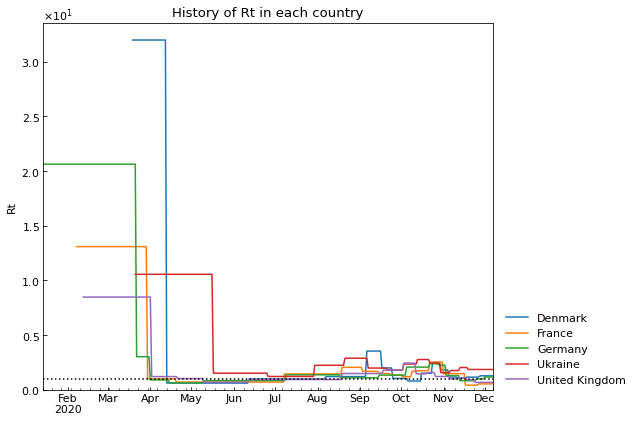 History of Rt in each country
×10¹
3.0
2.5
2.0
1.5
1.0
0.5
0.0
Rt
Feb Mar Apr May Jun Jul Aug Sep Oct Nov Dec
2020
Denmark
France
Germany
Ukraine
United Kingdom